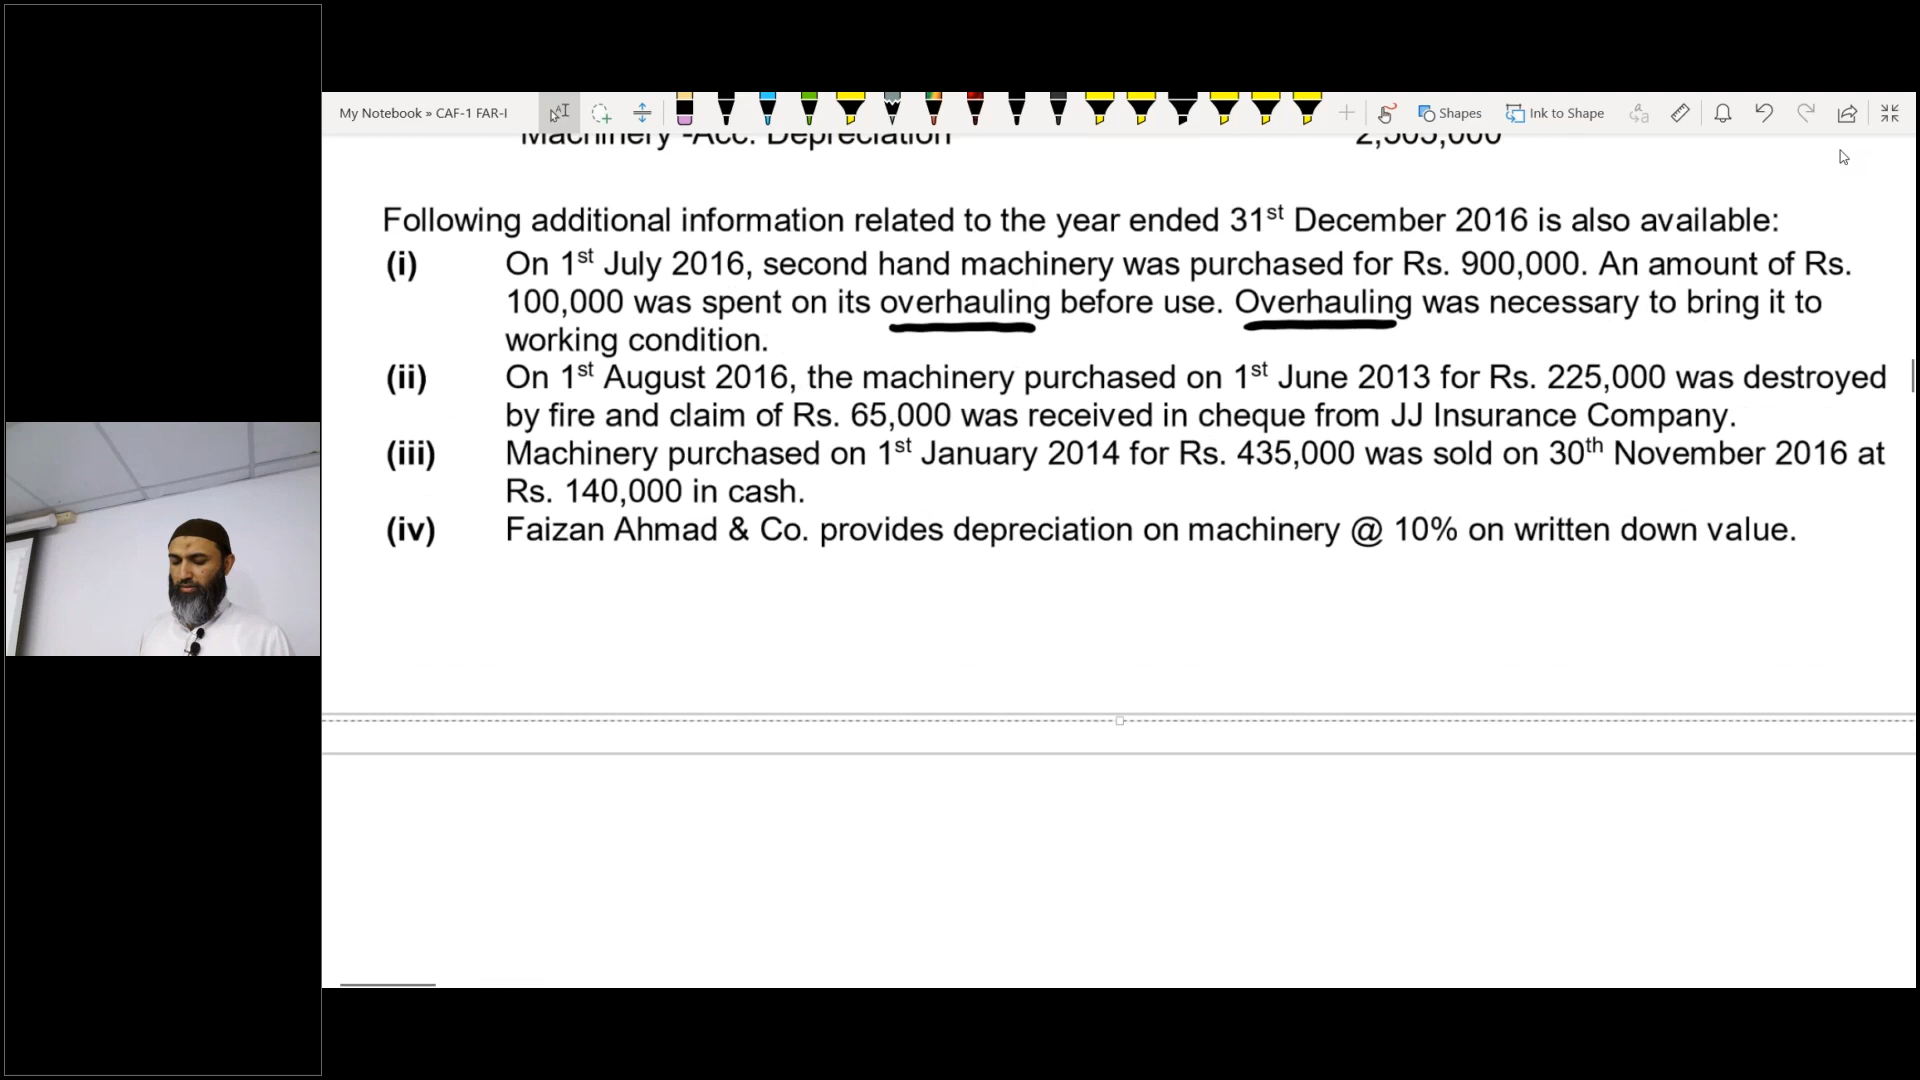 My Notebook » CAF-1 FAR-I
Shapes
Ink to Shape
Machinery -Acc. Depreciation 2,505,000
Following additional information related to the year ended 31st December 2016 is also available:
(i) On 1st July 2016, second hand machinery was purchased for Rs. 900,000. An amount of Rs.
100,000 was spent on its overhauling before use. Overhauling was necessary to bring it to
working condition.
(ii) On 1st August 2016, the machinery purchased on 1st June 2013 for Rs. 225,000 was destroyed
by fire and claim of Rs. 65,000 was received in cheque from JJ Insurance Company.
(iii) Machinery purchased on 1st January 2014 for Rs. 435,000 was sold on 30th November 2016 at
Rs. 140,000 in cash.
(iv) Faizan Ahmad & Co. provides depreciation on machinery @ 10% on written down value.